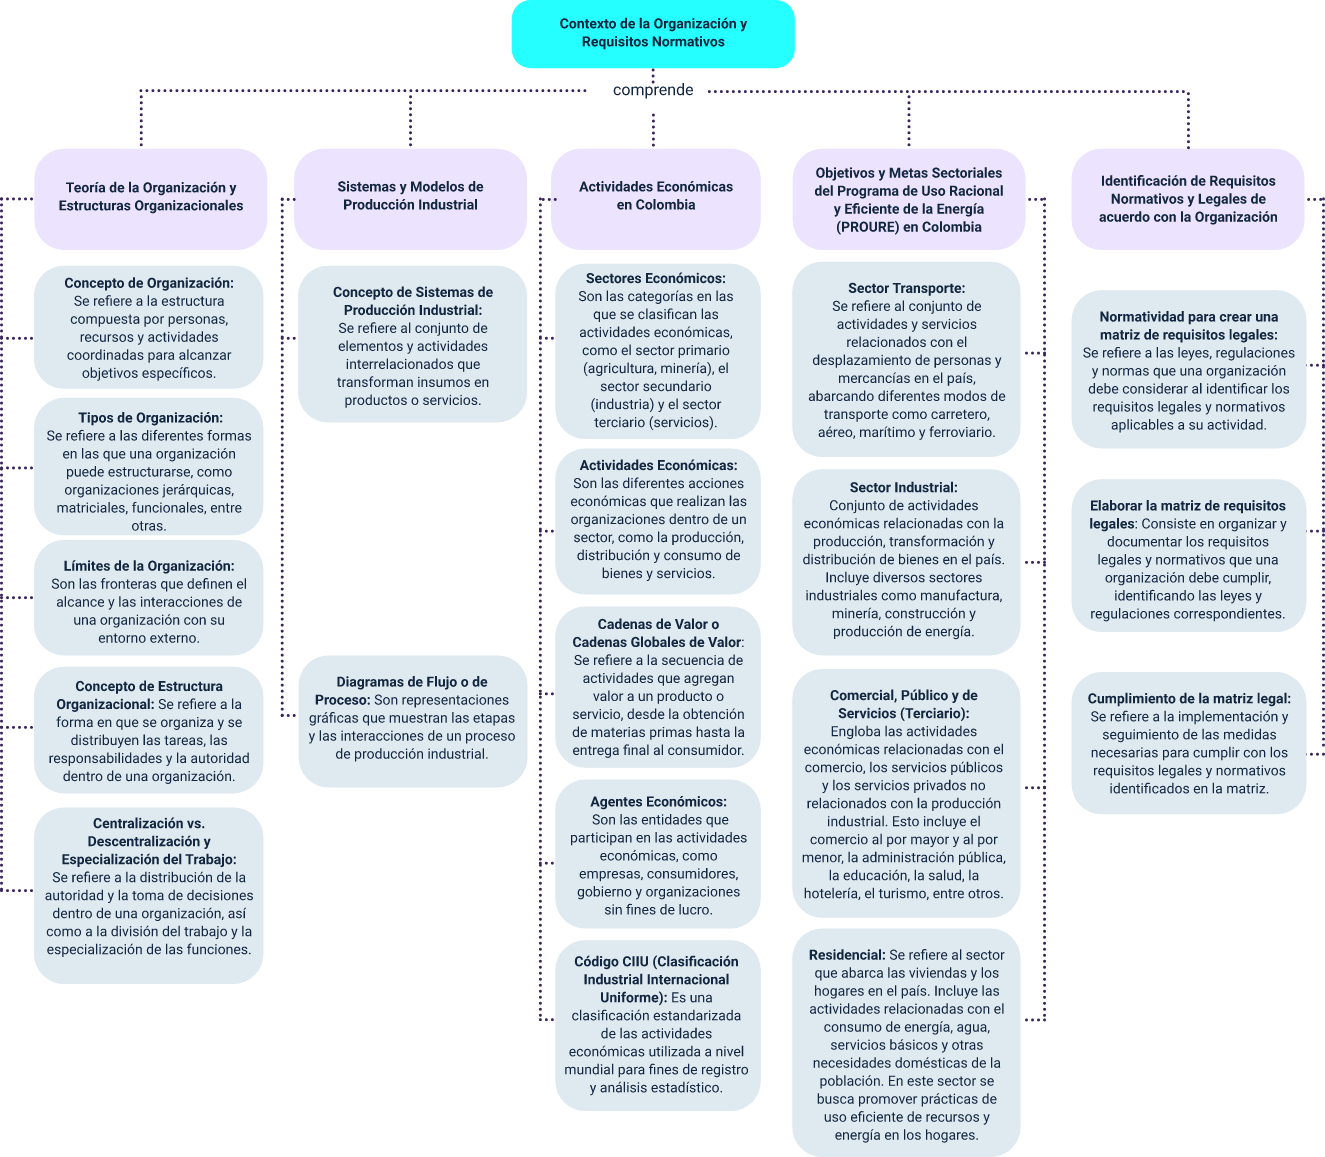 Contexto de la Organización y
Requisitos Normativos
comprende
Teoría de la Organización y
Estructuras Organizacionales
Concepto de Organización:
Se refiere a la estructura
compuesta por personas,
recursos y actividades
coordinadas para alcanzar
objetivos específicos.
Tipos de Organización:
Se refiere a las diferentes formas
en las que una organización
puede estructurarse, como
organizaciones jerárquicas,
matriciales, funcionales, entre
otras.
Límites de la Organización:
Son las fronteras que definen el
alcance y las interacciones de
una organización con su
entorno externo.
Concepto de Estructura
Organizacional: Se refiere a la
forma en que se organiza y se
distribuyen las tareas, las
responsabilidades y la autoridad
dentro de una organización.
Centralización vs.
Descentralización y
Especialización del Trabajo:
Se refiere a la distribución de la
autoridad y la toma de decisiones
dentro de una organización, así
como a la división del trabajo y la
especialización de las funciones.
Sistemas y Modelos de
Producción Industrial
Concepto de Sistemas de
Producción Industrial:
Se refiere al conjunto de
elementos y actividades
interrelacionados que
transforman insumos en
productos o servicios.
Diagramas de Flujo o de
Proceso: Son representaciones
gráficas que muestran las etapas
y las interacciones de un proceso
de producción industrial.
Actividades Económicas
en Colombia
Sectores Económicos:
Son las categorías en las
que se clasifican las
actividades económicas,
como el sector primario
(agricultura, minería), el
sector secundario
(industria) y el sector
terciario (servicios).
Actividades Económicas:
Son las diferentes acciones
económicas que realizan las
organizaciones dentro de un
sector, como la producción,
distribución y consumo de
bienes y servicios.
Cadenas de Valor o
Cadenas Globales de Valor:
Se refiere a la secuencia de
actividades que agregan
valor a un producto o
servicio, desde la obtención
de materias primas hasta la
entrega final al consumidor.
Agentes Económicos:
Son las entidades que
participan en las actividades
económicas, como
empresas, consumidores,
gobierno y organizaciones
sin fines de lucro.
Código CIIU (Clasificación
Industrial Internacional
Uniforme): Es una
clasificación estandarizada
de las actividades
económicas utilizada a nivel
mundial para fines de registro
y análisis estadístico.
Objetivos y Metas Sectoriales
del Programa de Uso Racional
y Eficiente de la Energía
(PROURE) en Colombia
Sector Transporte:
Se refiere al conjunto de
actividades y servicios
relacionados con el
desplazamiento de personas y
mercancías en el país,
abarcando diferentes modos de
transporte como carretero,
aéreo, marítimo y ferroviario.
Sector Industrial:
Conjunto de actividades
económicas relacionadas con la
producción, transformación y
distribución de bienes en el país.
Incluye diversos sectores
industriales como manufactura,
minería, construcción y
producción de energía.
Comercial, Público y de
Servicios (Terciario):
Engloba las actividades
económicas relacionadas con el
comercio, los servicios públicos
y los servicios privados no
relacionados con la producción
industrial. Esto incluye el
comercio al por mayor y al por
menor, la administración pública,
la educación, la salud, la
hotelería, el turismo, entre otros.
Residencial: Se refiere al sector
que abarca las viviendas y los
hogares en el país. Incluye las
actividades relacionadas con el
consumo de energía, agua,
servicios básicos y otras
necesidades domésticas de la
población. En este sector se
busca promover prácticas de
uso eficiente de recursos y
energía en los hogares.
Identificación de Requisitos
Normativos y Legales de
acuerdo con la Organización
Normatividad para crear una
matriz de requisitos legales:
Se refiere a las leyes, regulaciones
y normas que una organización
debe considerar al identificar los
requisitos legales y normativos
aplicables a su actividad.
Elaborar la matriz de requisitos
legales: Consiste en organizar y
documentar los requisitos
legales y normativos que una
organización debe cumplir,
identificando las leyes y
regulaciones correspondientes.
Cumplimiento de la matriz legal:
Se refiere a la implementación y
seguimiento de las medidas
necesarias para cumplir con los
requisitos legales y normativos
identificados en la matriz.